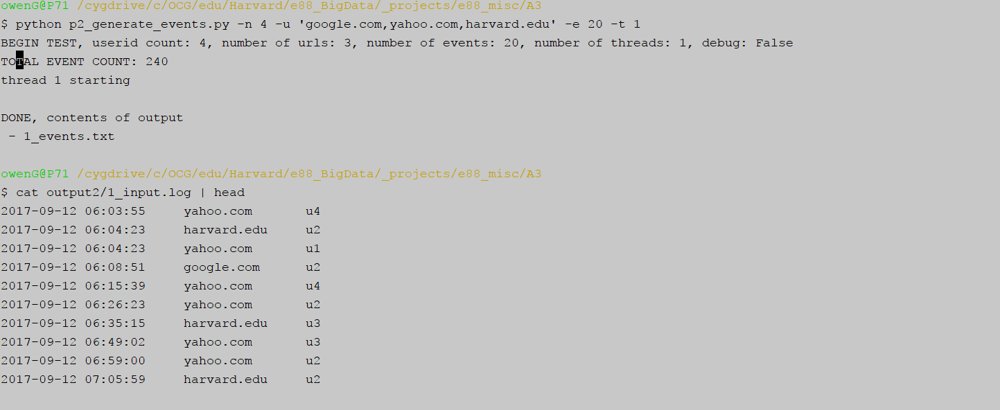 owenG@P71 /cygdrive/c/OCG/edu/Harvard/e88_BigData/_projects/e88_misc/A3
$ python p2_generate_events.py -n 4 -u 'google.com,yahoo.com,harvard.edu' -e 20 -t 1
BEGIN TEST, userid count: 4, number of urls: 3, number of events: 20, number of threads: 1, debug: False
TOTAL EVENT COUNT: 240
thread 1 starting
DONE, contents of output
- 1_events.txt
owenG@P71 /cygdrive/c/OCG/edu/Harvard/e88_BigData/_projects/e88_misc/A3
$ cat output2/1_input.log | head
2017-09-12 06:03:55 yahoo.com u4
2017-09-12 06:04:23 harvard.edu u2
2017-09-12 06:04:23 yahoo.com u1
2017-09-12 06:08:51 google.com u2
2017-09-12 06:15:39 yahoo.com u4
2017-09-12 06:26:23 yahoo.com u2
2017-09-12 06:35:15 harvard.edu u3
2017-09-12 06:49:02 yahoo.com u3
2017-09-12 06:59:00 yahoo.com u2
2017-09-12 07:05:59 harvard.edu u2